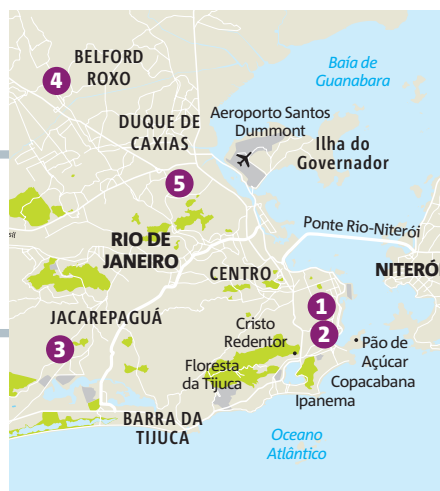 BELFORD
ROXO
4
Baía de
Guanabara
Aeroporto Santos
Dummont
DUQUE DE
CAXIAS
Ilha do
Governador
5
Ponte Rio-Niterói
RIO DE
JANEIRO
CENTRO
NITERÓ
1
JACAREPAGUÁ
2
Cristo
Redentor
3
Pão de
Açúcar
Floresta
da Tijuca
Copacabana
Ipanema
BARRA DA
TIJUCA
Oceano
Atlântico